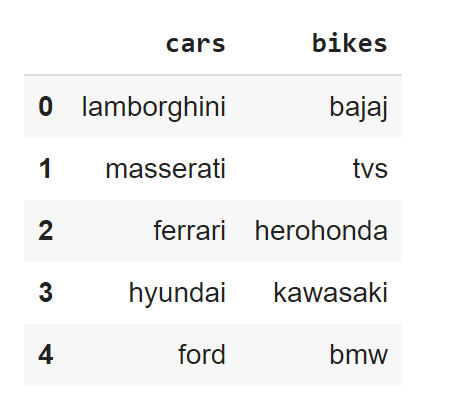 cars bikes
0 lamborghini bajaj
1 masserati tvs
2 ferrari herohonda
3 hyundai kawasaki
4 ford bmw